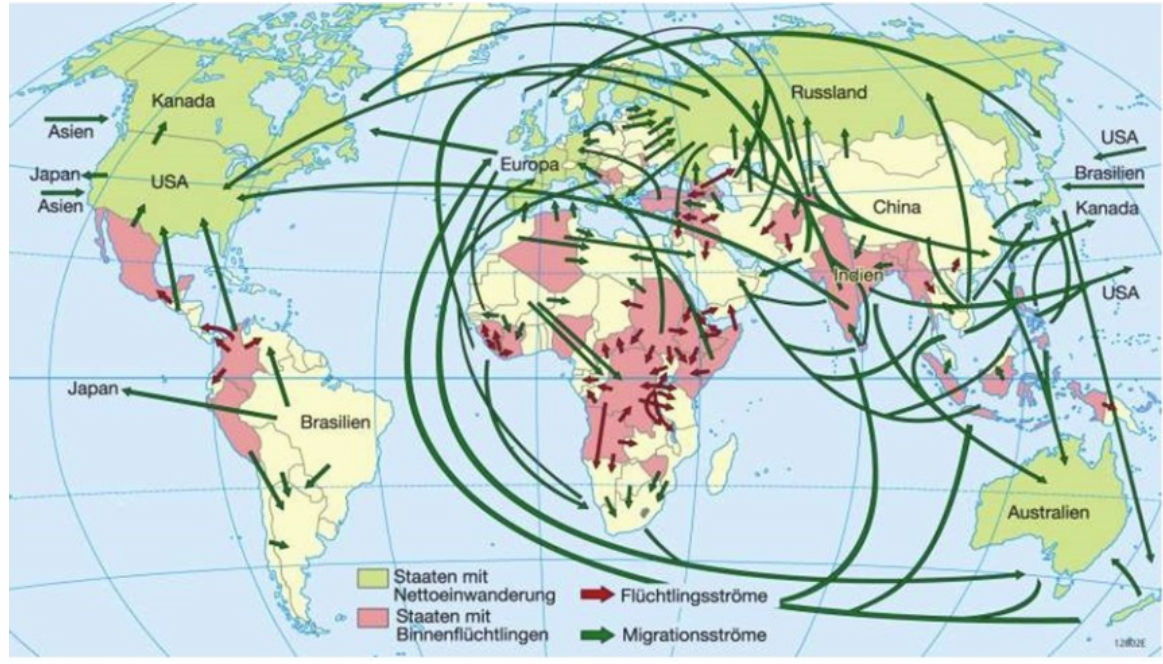 Kanada
Russland
Asien
USA
Japan
USA
Europa
Brasilien
Asien
China
Kanada
Indien
USA
Japan
Brasilien
Australien
Staaten mit
Nettoeinwanderung
Flüchtlingsströme
Staaten mit
Binnenflüchtlingen
Migrationsströme